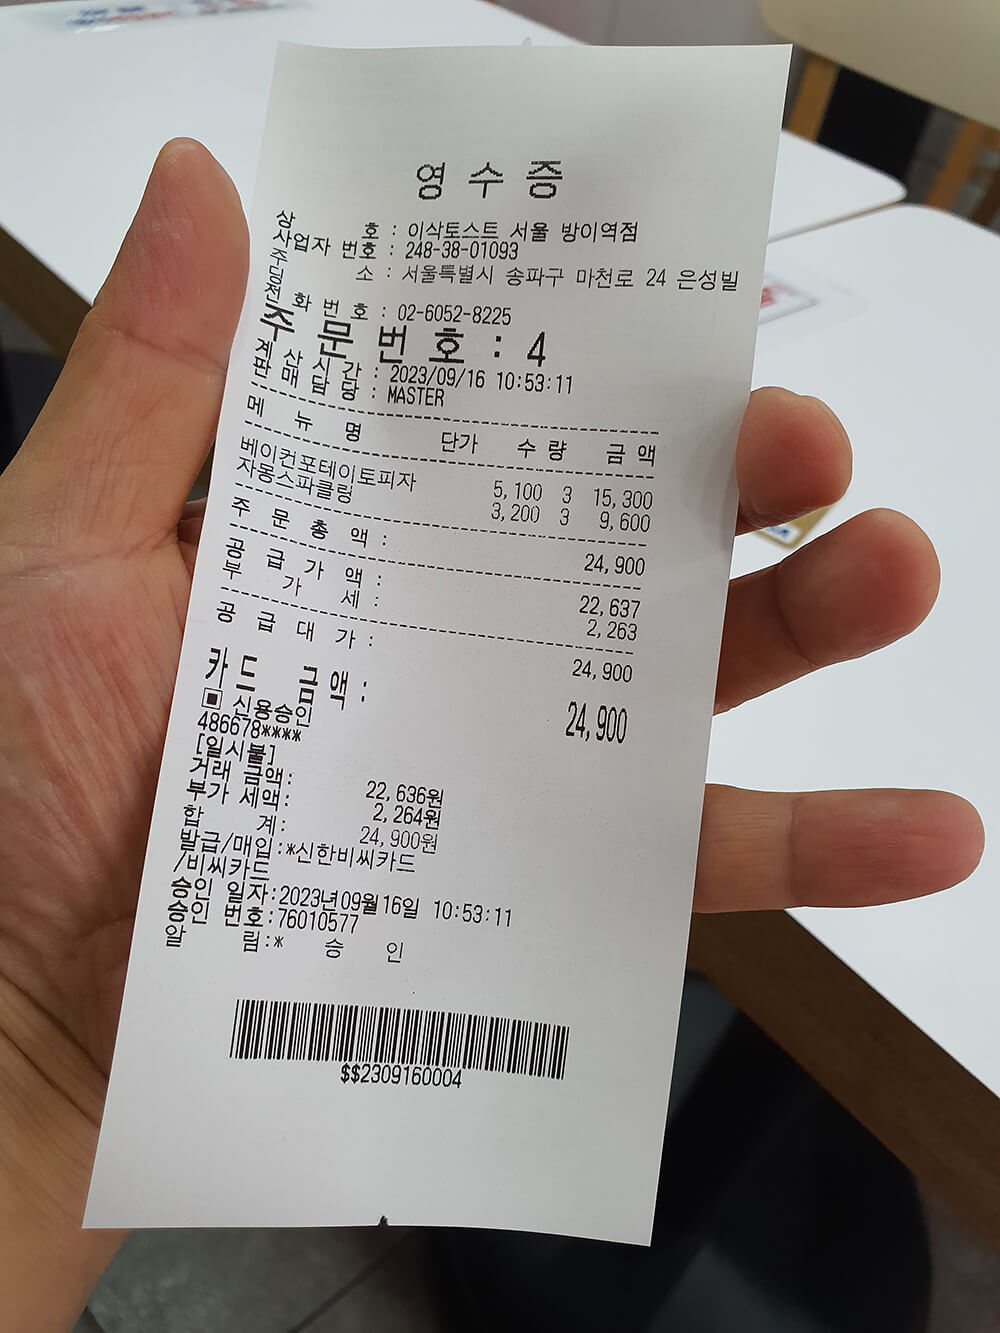 영 수 증
상 호 : 이삭토스트 서울 방이역점
사업자 번호 : 248-38-01093
주 소 : 서울특별시 송파구 마천로 24 은성빌
딩
전 화 번 호 : 02-6052-8225
주 문 번 호 : 4
계 산 시 간 : 2023/09/16 10:53:11
판 매 담 당 : MASTER
메 뉴 명 단가 수 량 금 액
베이컨포테이토피자 5,100 3 15,300
자몽스파클링 3,200 3 9,600
주 문 총 액 : 24,900
공 급 가 액 : 22,637
부 가 세 : 2,263
공 급 대 가 : 24,900
카 드 금 액 : 24,900
▣ 신용승인
486678****
[일시불]
거래 금액: 22,636원
부가 세액: 2,264원
합 계: 24,900원
발급/매입:*신한비씨카드
/비씨카드
승인 일자:2023년09월16일 10:53:11
승인 번호:76010577
알 림:* 승 인
$$2309160004